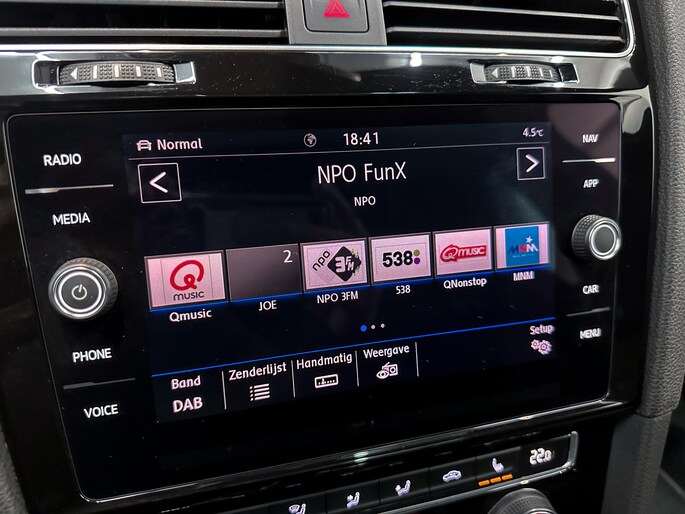 Normal 18:41 4.5°C
NPO FunX
NPO
RADIO
MEDIA
PHONE
VOICE
NAV
APP
CAR
MENU
< >
Q MUSIC
2
npo 3FM
538
Q MUSIC
MNM
Qmusic JOE NPO 3FM 538 QNonstop MNM
Setup
Band Zenderlijst Handmatig Weergave
DAB
22.0